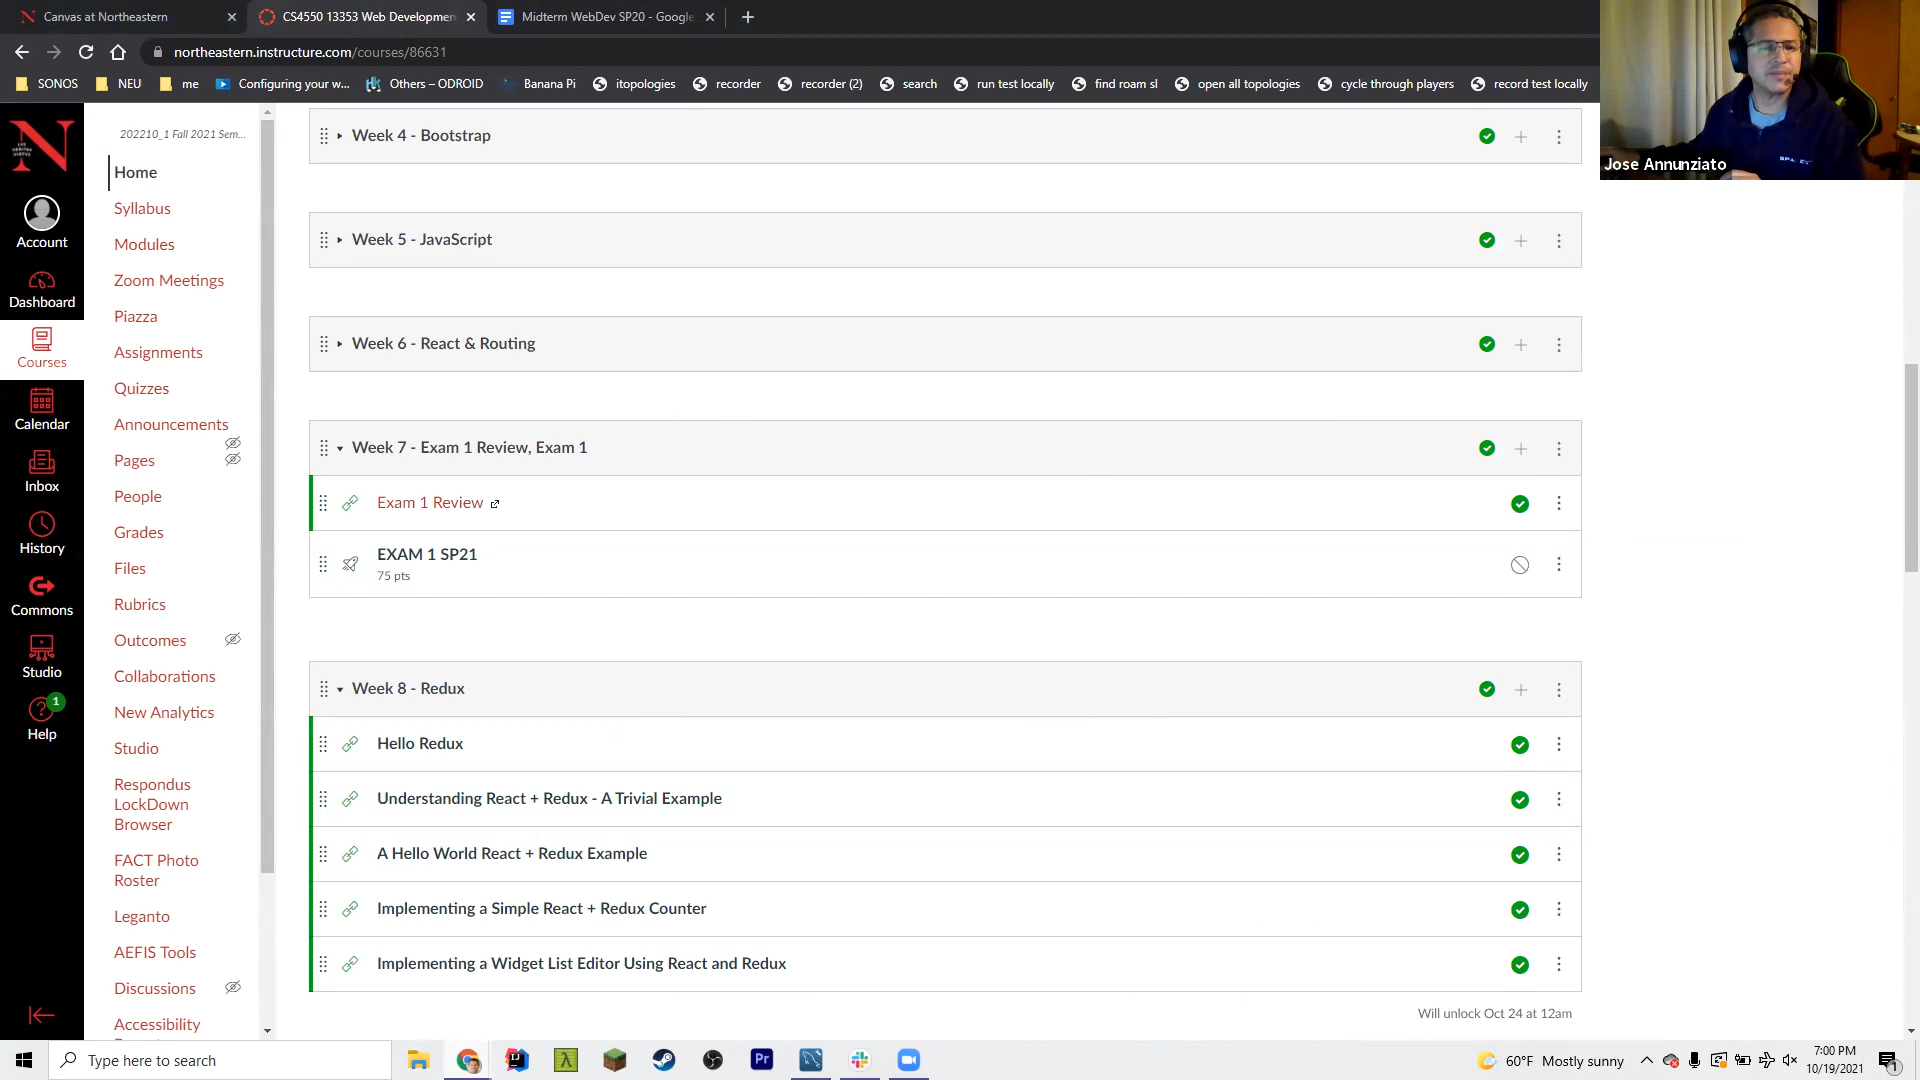 Canvas at Northeastern
CS4550 13353 Web Developmen
Midterm WebDev SP20 - Google
northeastern.instructure.com/courses/86631
SONOS
NEU
me
Configuring your w...
Others – ODROID
Banana Pi
itopologies
recorder
recorder (2)
search
run test locally
find roam sl
open all topologies
cycle through players
record test locally
Jose Annunziato
Account
Dashboard
Courses
Calendar
Inbox
History
Commons
Studio
1
Help
202210_1 Fall 2021 Sem...
Home
Syllabus
Modules
Zoom Meetings
Piazza
Assignments
Quizzes
Announcements
Pages
People
Grades
Files
Rubrics
Outcomes
Collaborations
New Analytics
Studio
Respondus
LockDown
Browser
FACT Photo
Roster
Leganto
AEFIS Tools
Discussions
Accessibility
Week 4 - Bootstrap
Week 5 - JavaScript
Week 6 - React & Routing
Week 7 - Exam 1 Review, Exam 1
Exam 1 Review
EXAM 1 SP21
75 pts
Week 8 - Redux
Hello Redux
Understanding React + Redux - A Trivial Example
A Hello World React + Redux Example
Implementing a Simple React + Redux Counter
Implementing a Widget List Editor Using React and Redux
Will unlock Oct 24 at 12am
Type here to search
Pr
60°F Mostly sunny
7:00 PM
10/19/2021
1